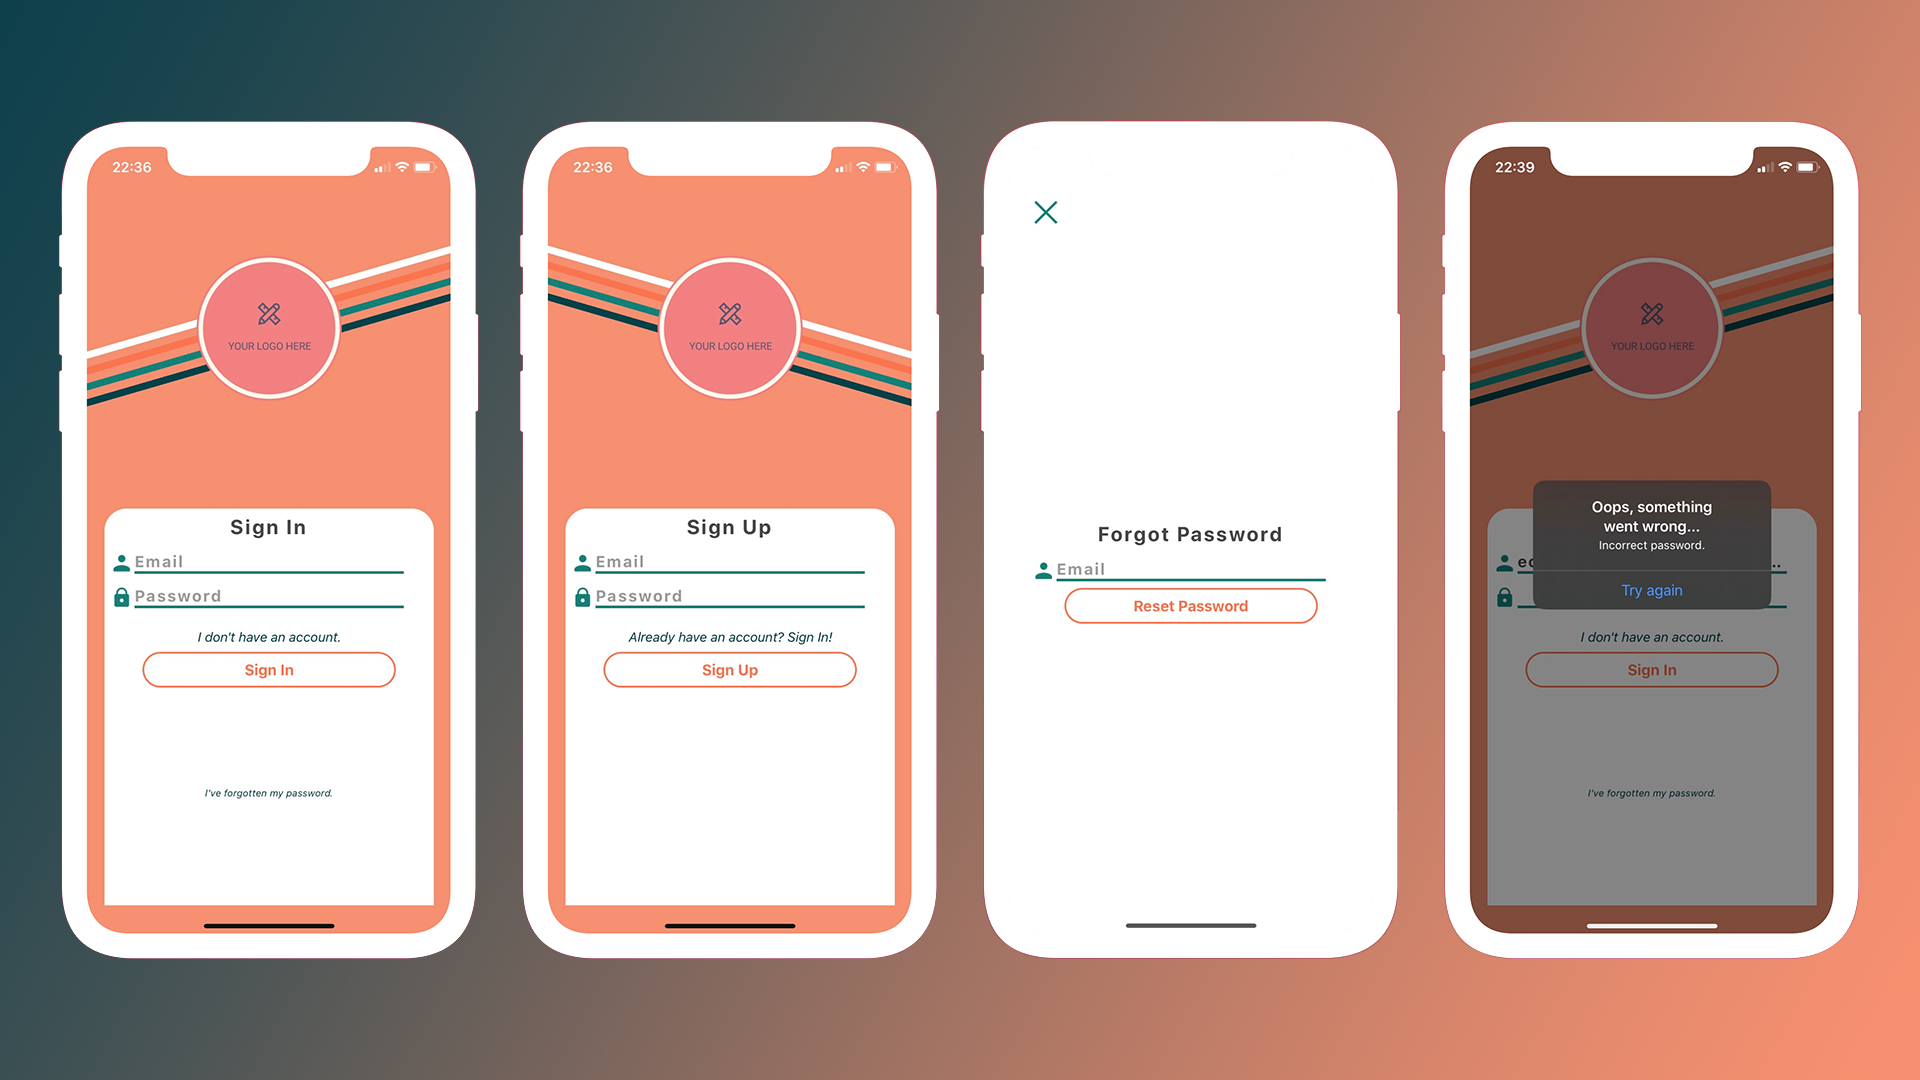 22:36
YOUR LOGO HERE
Sign In
Email
Password
I don't have an account.
Sign In
I've forgotten my password.
22:36
YOUR LOGO HERE
Sign Up
Email
Password
Already have an account? Sign In!
Sign Up
Forgot Password
Email
Reset Password
22:39
YOUR LOGO HERE
Oops, something
went wrong...
Incorrect password.
Try again
I don't have an account.
Sign In
I've forgotten my password.